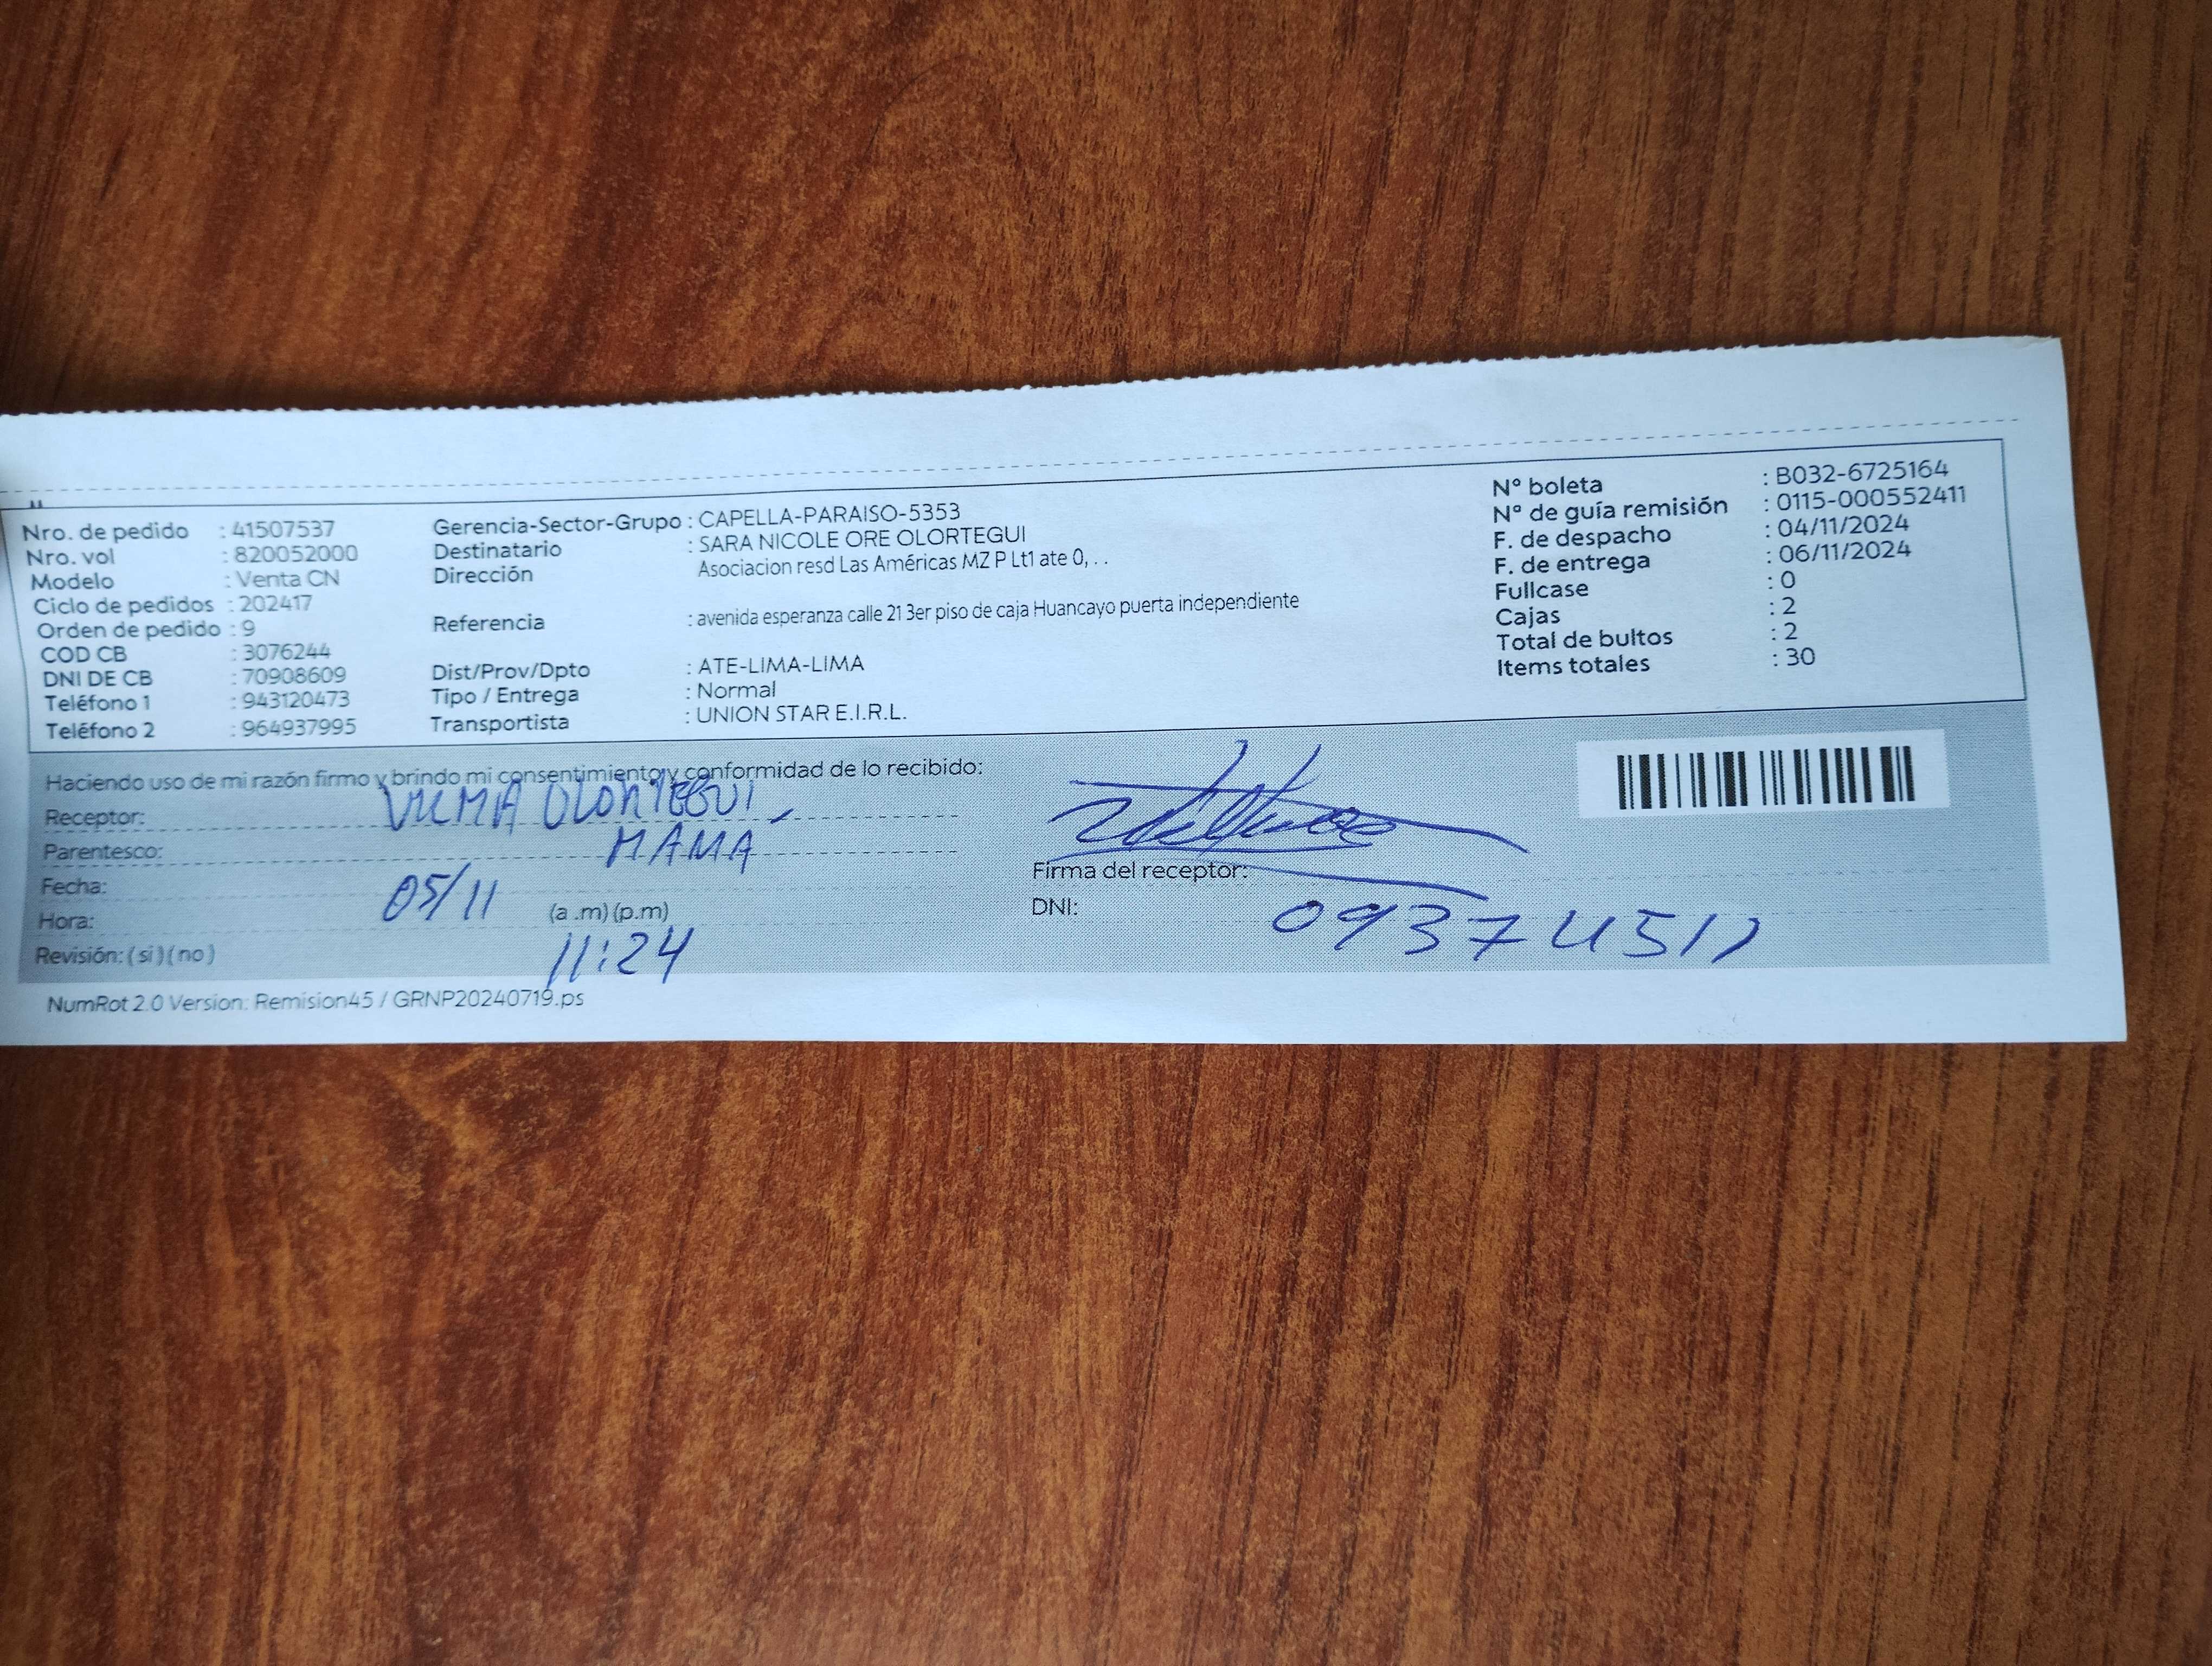 Nro. de pedido : 41507537
Nro. vol : 820052000
Modelo : Venta CN
Ciclo de pedidos : 202417
Orden de pedido : 9
COD CB : 3076244
DNI DE CB : 70908609
Teléfono 1 : 943120473
Teléfono 2 : 964937995
Gerencia-Sector-Grupo : CAPELLA-PARAISO-5353
Destinatario : SARA NICOLE ORE OLORTEGUI
Dirección Asociacion resd Las Américas MZ P Lt1 ate 0, . .
Referencia : avenida esperanza calle 21 3er piso de caja Huancayo puerta independiente
Dist/Prov/Dpto : ATE-LIMA-LIMA
Tipo / Entrega : Normal
Transportista : UNION STAR E.I.R.L.
N° boleta : B032-6725164
N° de guía remisión : 0115-000552411
F. de despacho : 04/11/2024
F. de entrega : 06/11/2024
Fullcase : 0
Cajas : 2
Total de bultos : 2
Items totales : 30
Haciendo uso de mi razón firmo y brindo mi consentimiento y conformidad de lo recibido:
Receptor: VILMA OLORTEGUI
Parentesco: MAMA
Fecha: 05/11
Hora: (a .m) (p.m)
11:24
Revisión: ( si ) ( no )
Firma del receptor:
DNI:
NumRot 2.0 Version: Remision45 / GRNP20240719.ps